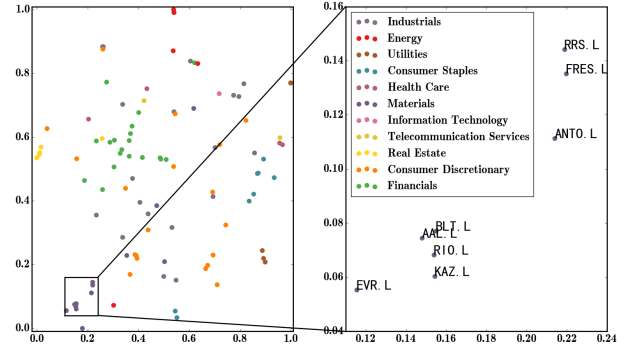 1.0
0.8
0.6
0.4
0.2
0.0
0.0 0.2 0.4 0.6 0.8 1.0
0.16
0.14
0.12
0.10
0.08
0.06
0.04
0.12 0.14 0.16 0.18 0.20 0.22 0.24
Industrials
Energy
Utilities
Consumer Staples
Health Care
Materials
Information Technology
Telecommunication Services
Real Estate
Consumer Discretionary
Financials
RRS.L
FRES.L
ANTO.L
BLT.L
AAL.L
RIO.L
KAZ.L
EVR.L